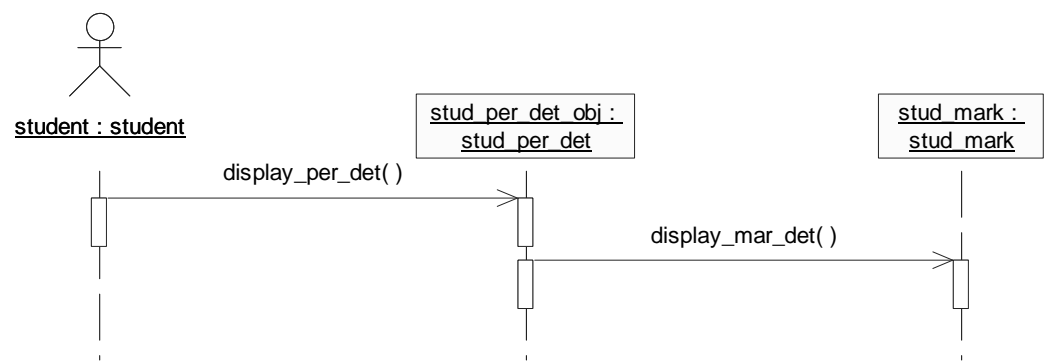 student : student
stud_per_det_obj :
stud_per_det
stud_mark :
stud_mark
display_per_det( )
display_mar_det( )